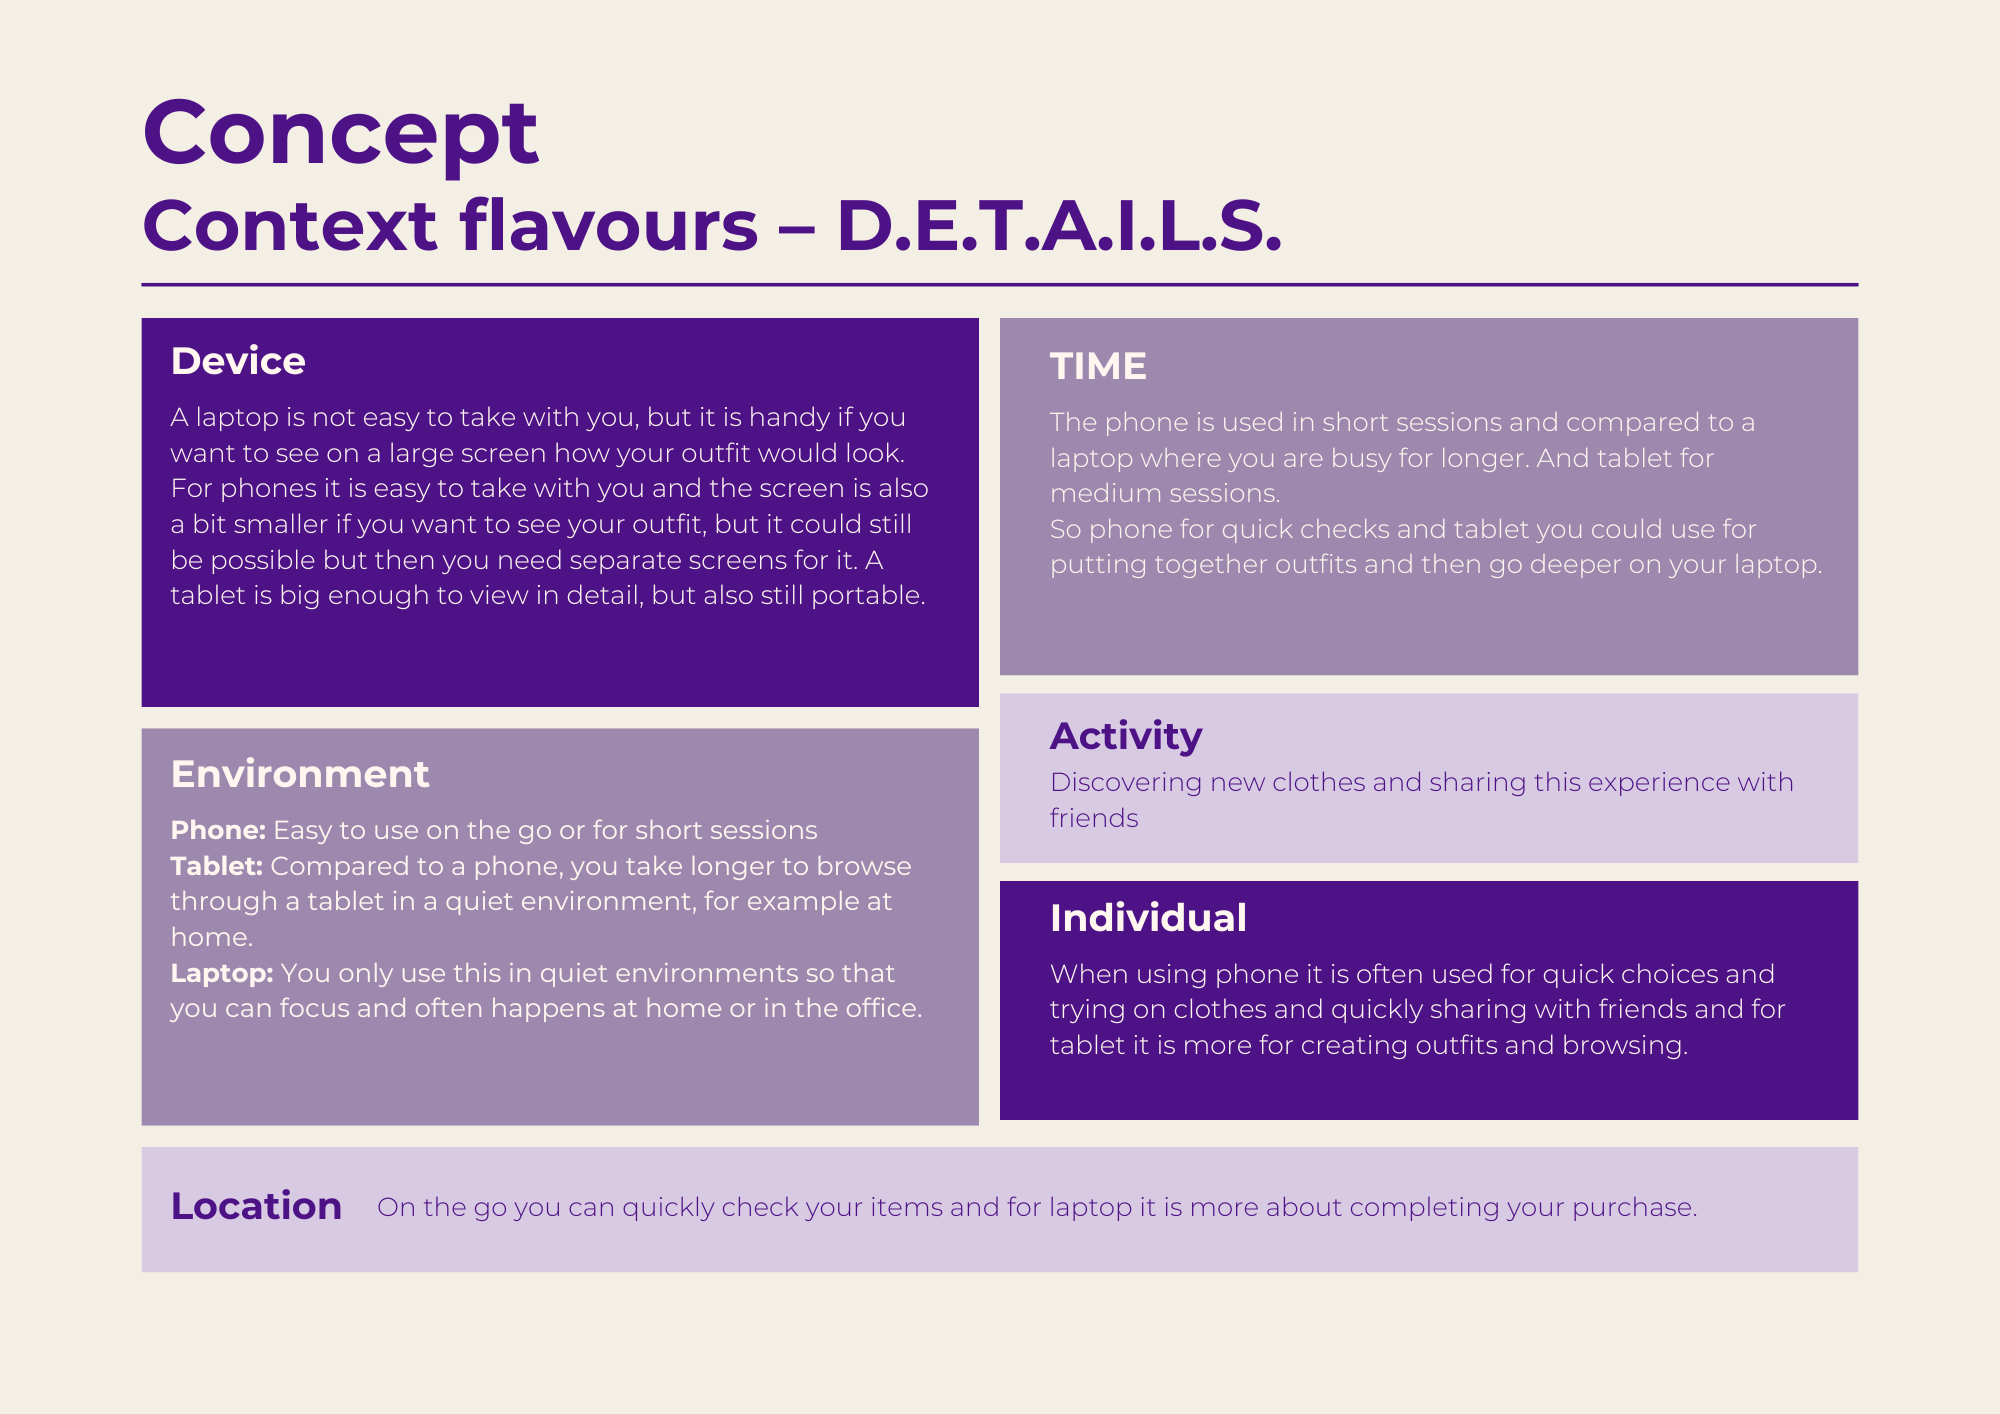 Concept
Context flavours – D.E.T.A.I.L.S.
Device
A laptop is not easy to take with you, but it is handy if you
want to see on a large screen how your outfit would look.
For phones it is easy to take with you and the screen is also
a bit smaller if you want to see your outfit, but it could still
be possible but then you need separate screens for it. A
tablet is big enough to view in detail, but also still portable.
Environment
Phone: Easy to use on the go or for short sessions
Tablet: Compared to a phone, you take longer to browse
through a tablet in a quiet environment, for example at
home.
Laptop: You only use this in quiet environments so that
you can focus and often happens at home or in the office.
TIME
The phone is used in short sessions and compared to a
laptop where you are busy for longer. And tablet for
medium sessions.
So phone for quick checks and tablet you could use for
putting together outfits and then go deeper on your laptop.
Activity
Discovering new clothes and sharing this experience with
friends
Individual
When using phone it is often used for quick choices and
trying on clothes and quickly sharing with friends and for
tablet it is more for creating outfits and browsing.
Location
On the go you can quickly check your items and for laptop it is more about completing your purchase.